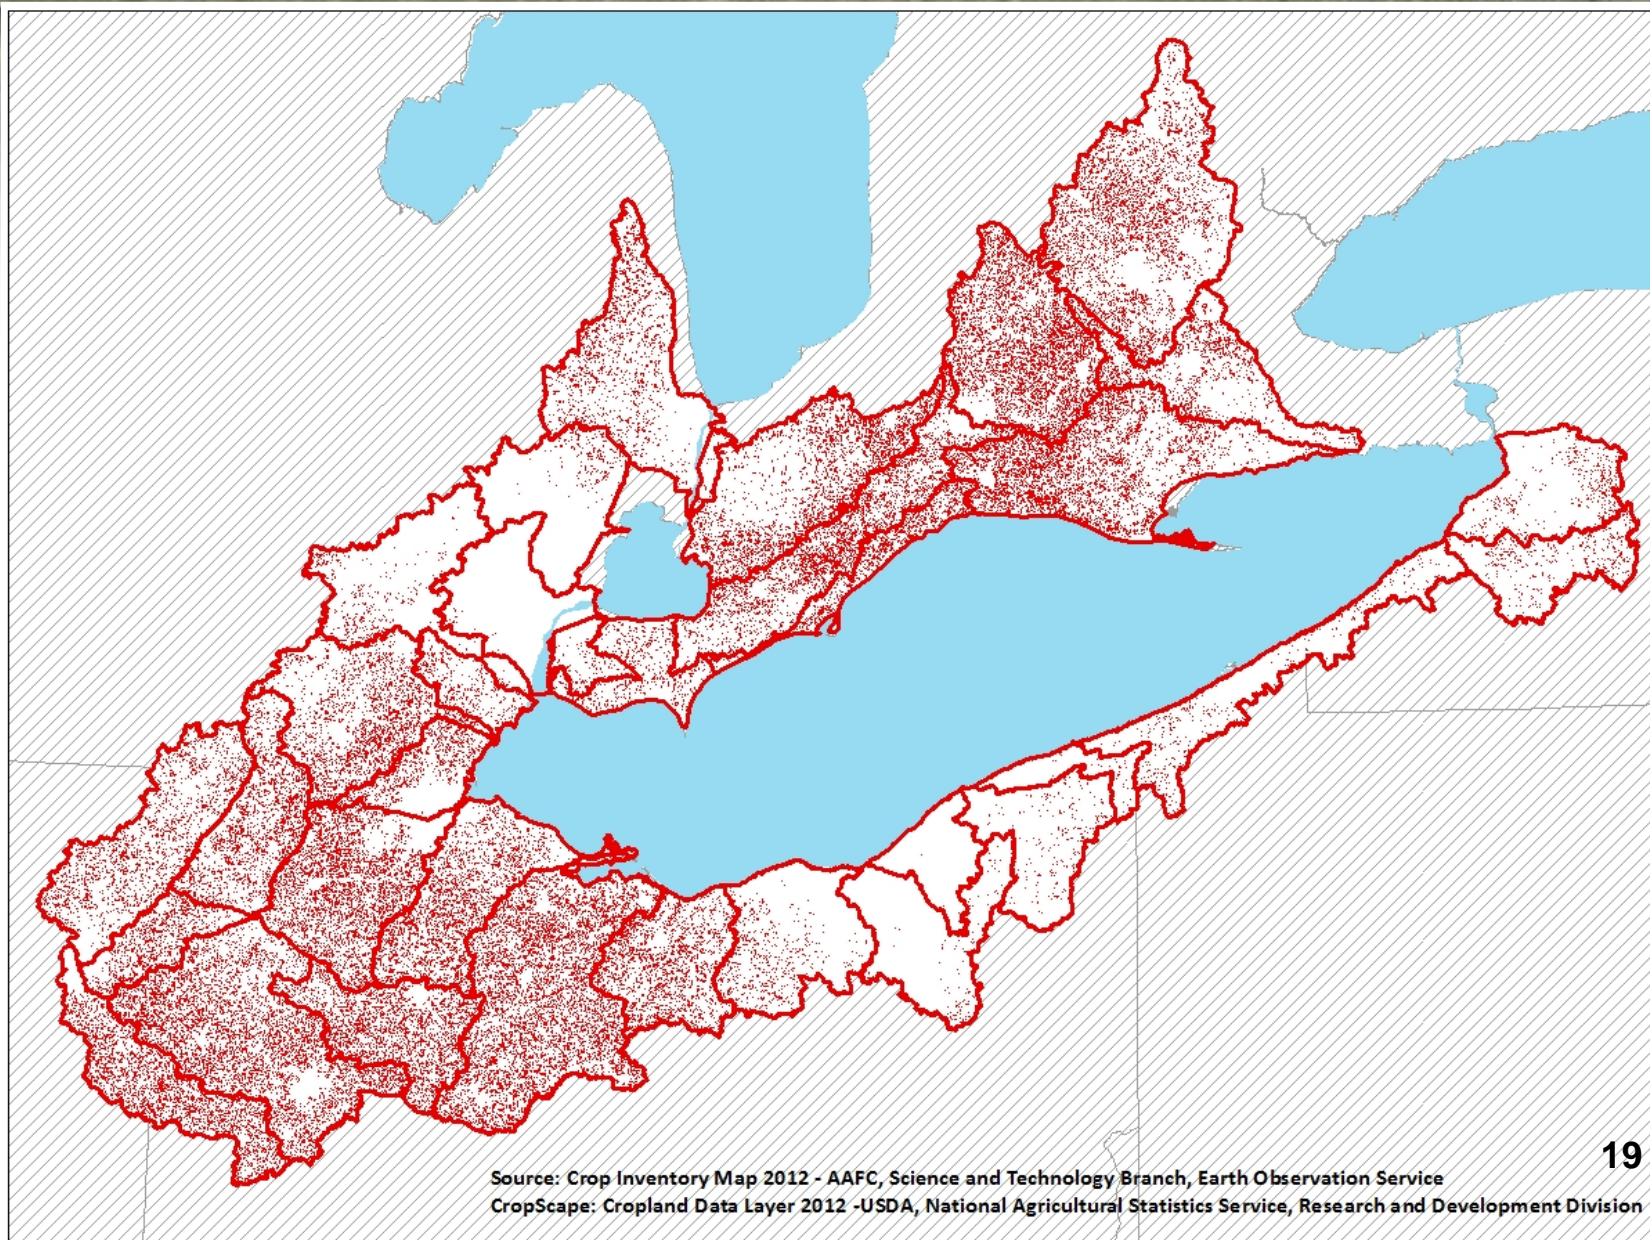 19
Source: Crop Inventory Map 2012 - AAFC, Science and Technology Branch, Earth Observation Service
CropScape: Cropland Data Layer 2012 -USDA, National Agricultural Statistics Service, Research and Development Division